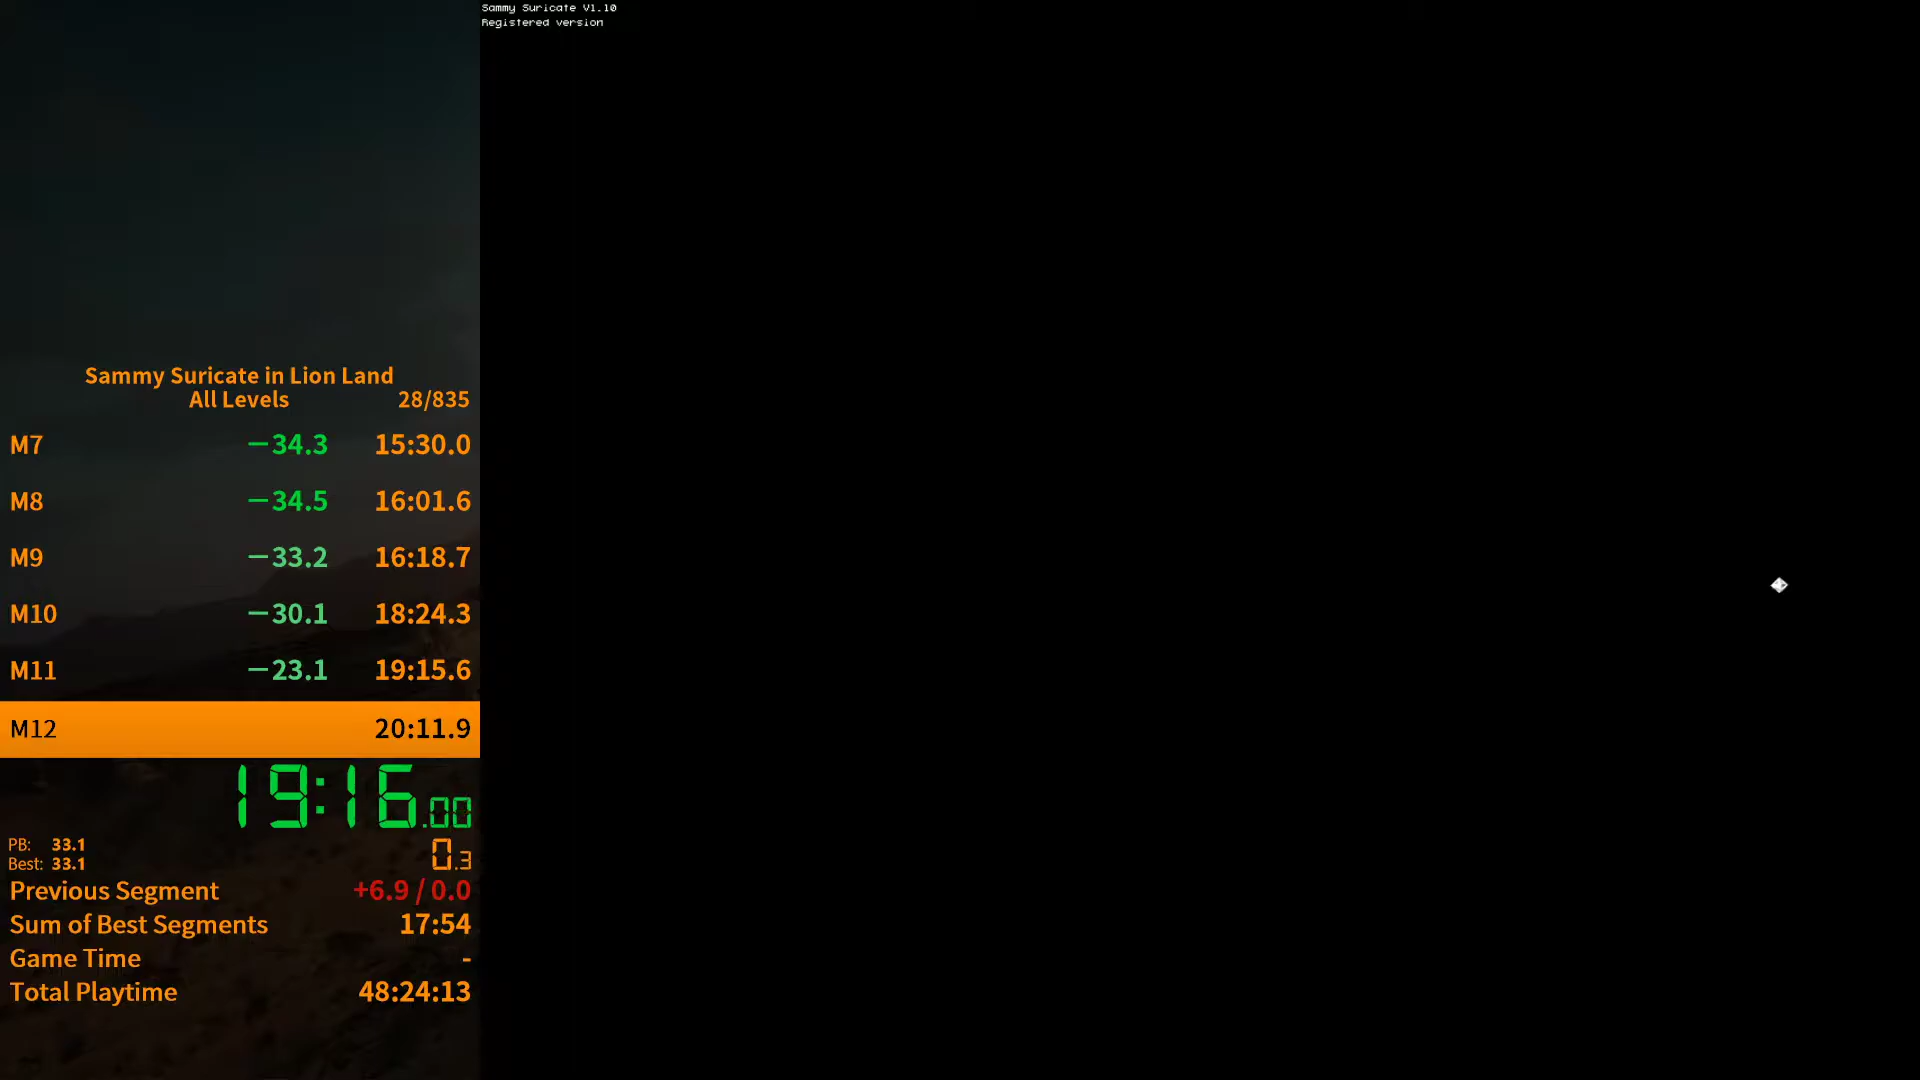 Sammy Suricate V1.10
Registered version
Sammy Suricate in Lion Land
All Levels 28/835
M7 −34.3 15:30.0
M8 −34.5 16:01.6
M9 −33.2 16:18.7
M10 −30.1 18:24.3
M11 −23.1 19:15.6
M12 20:11.9
19:16.00
PB: 33.1
Best: 33.1 0.3
Previous Segment +6.9 / 0.0
Sum of Best Segments 17:54
Game Time -
Total Playtime 48:24:13